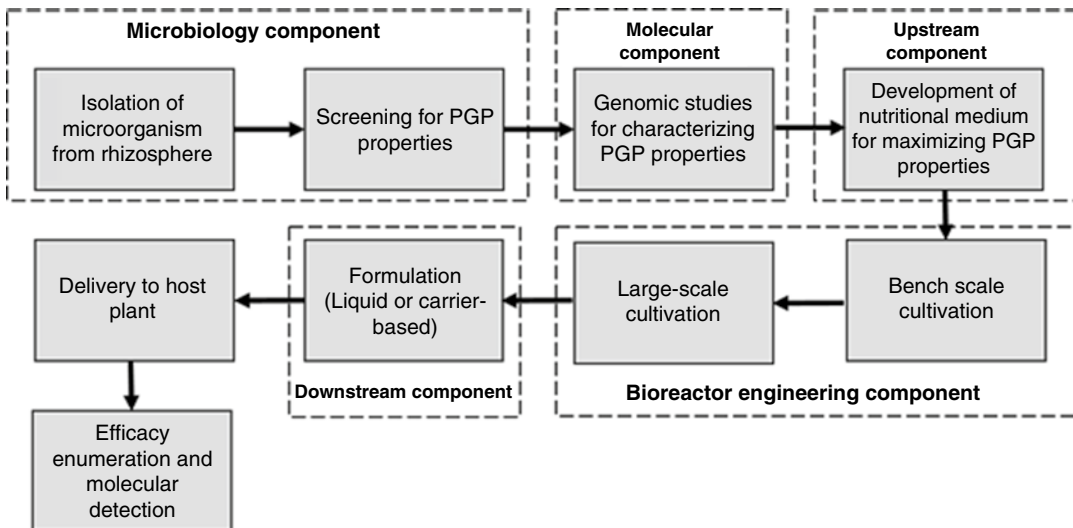 Microbiology component
Isolation of
microorganism
from rhizosphere
Screening for PGP
properties
Molecular
component
Genomic studies
for characterizing
PGP properties
Upstream
component
Development of
nutritional medium
for maximizing PGP
properties
Bench scale
cultivation
Large-scale
cultivation
Bioreactor engineering component
Formulation
(Liquid or carrier-
based)
Downstream component
Delivery to host
plant
Efficacy
enumeration and
molecular
detection